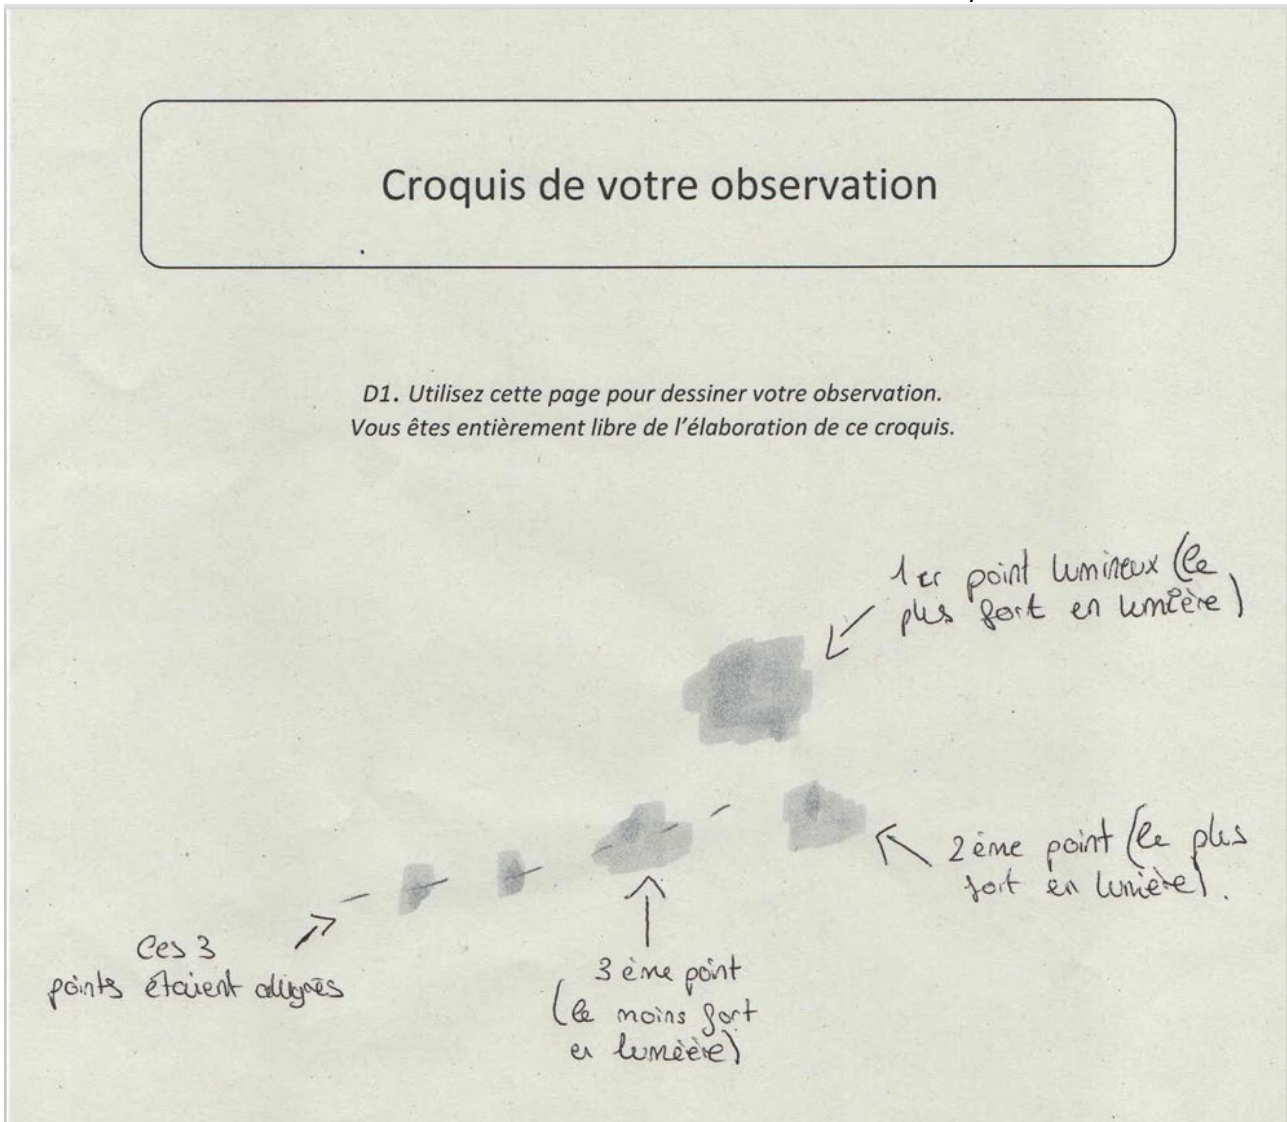 Croquis de votre observation
D1. Utilisez cette page pour dessiner votre observation.
Vous êtes entièrement libre de l'élaboration de ce croquis.
1er point lumineux (le
plus fort en lumière)
2ème point (le plus
fort en lumière).
Ces 3
points étaient alignés
3ème point
(le moins fort
en lumière)